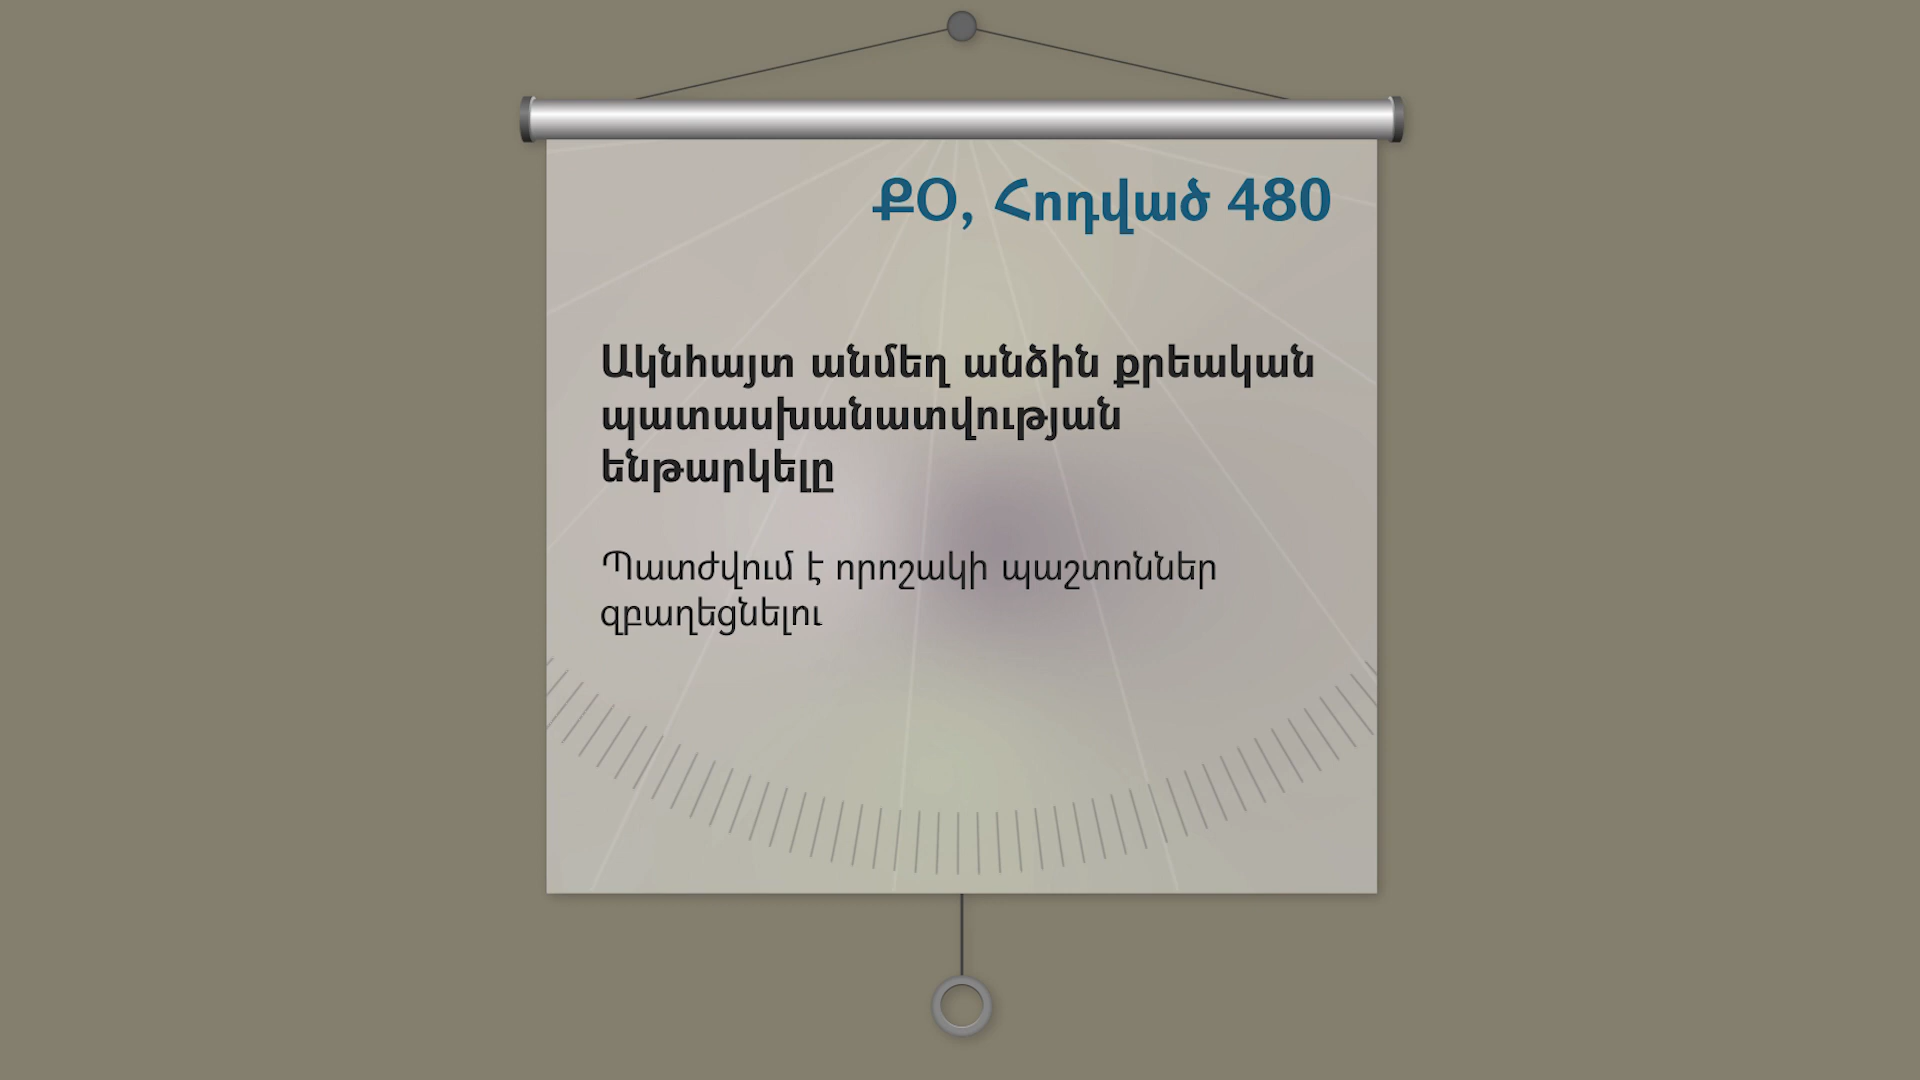 ՔՕ, Հոդված 480
Ակնհայտ անմեղ անձին քրեական
պատասխանատվության
ենթարկելը
Պատժվում է որոշակի պաշտոններ
զբաղեցնելու